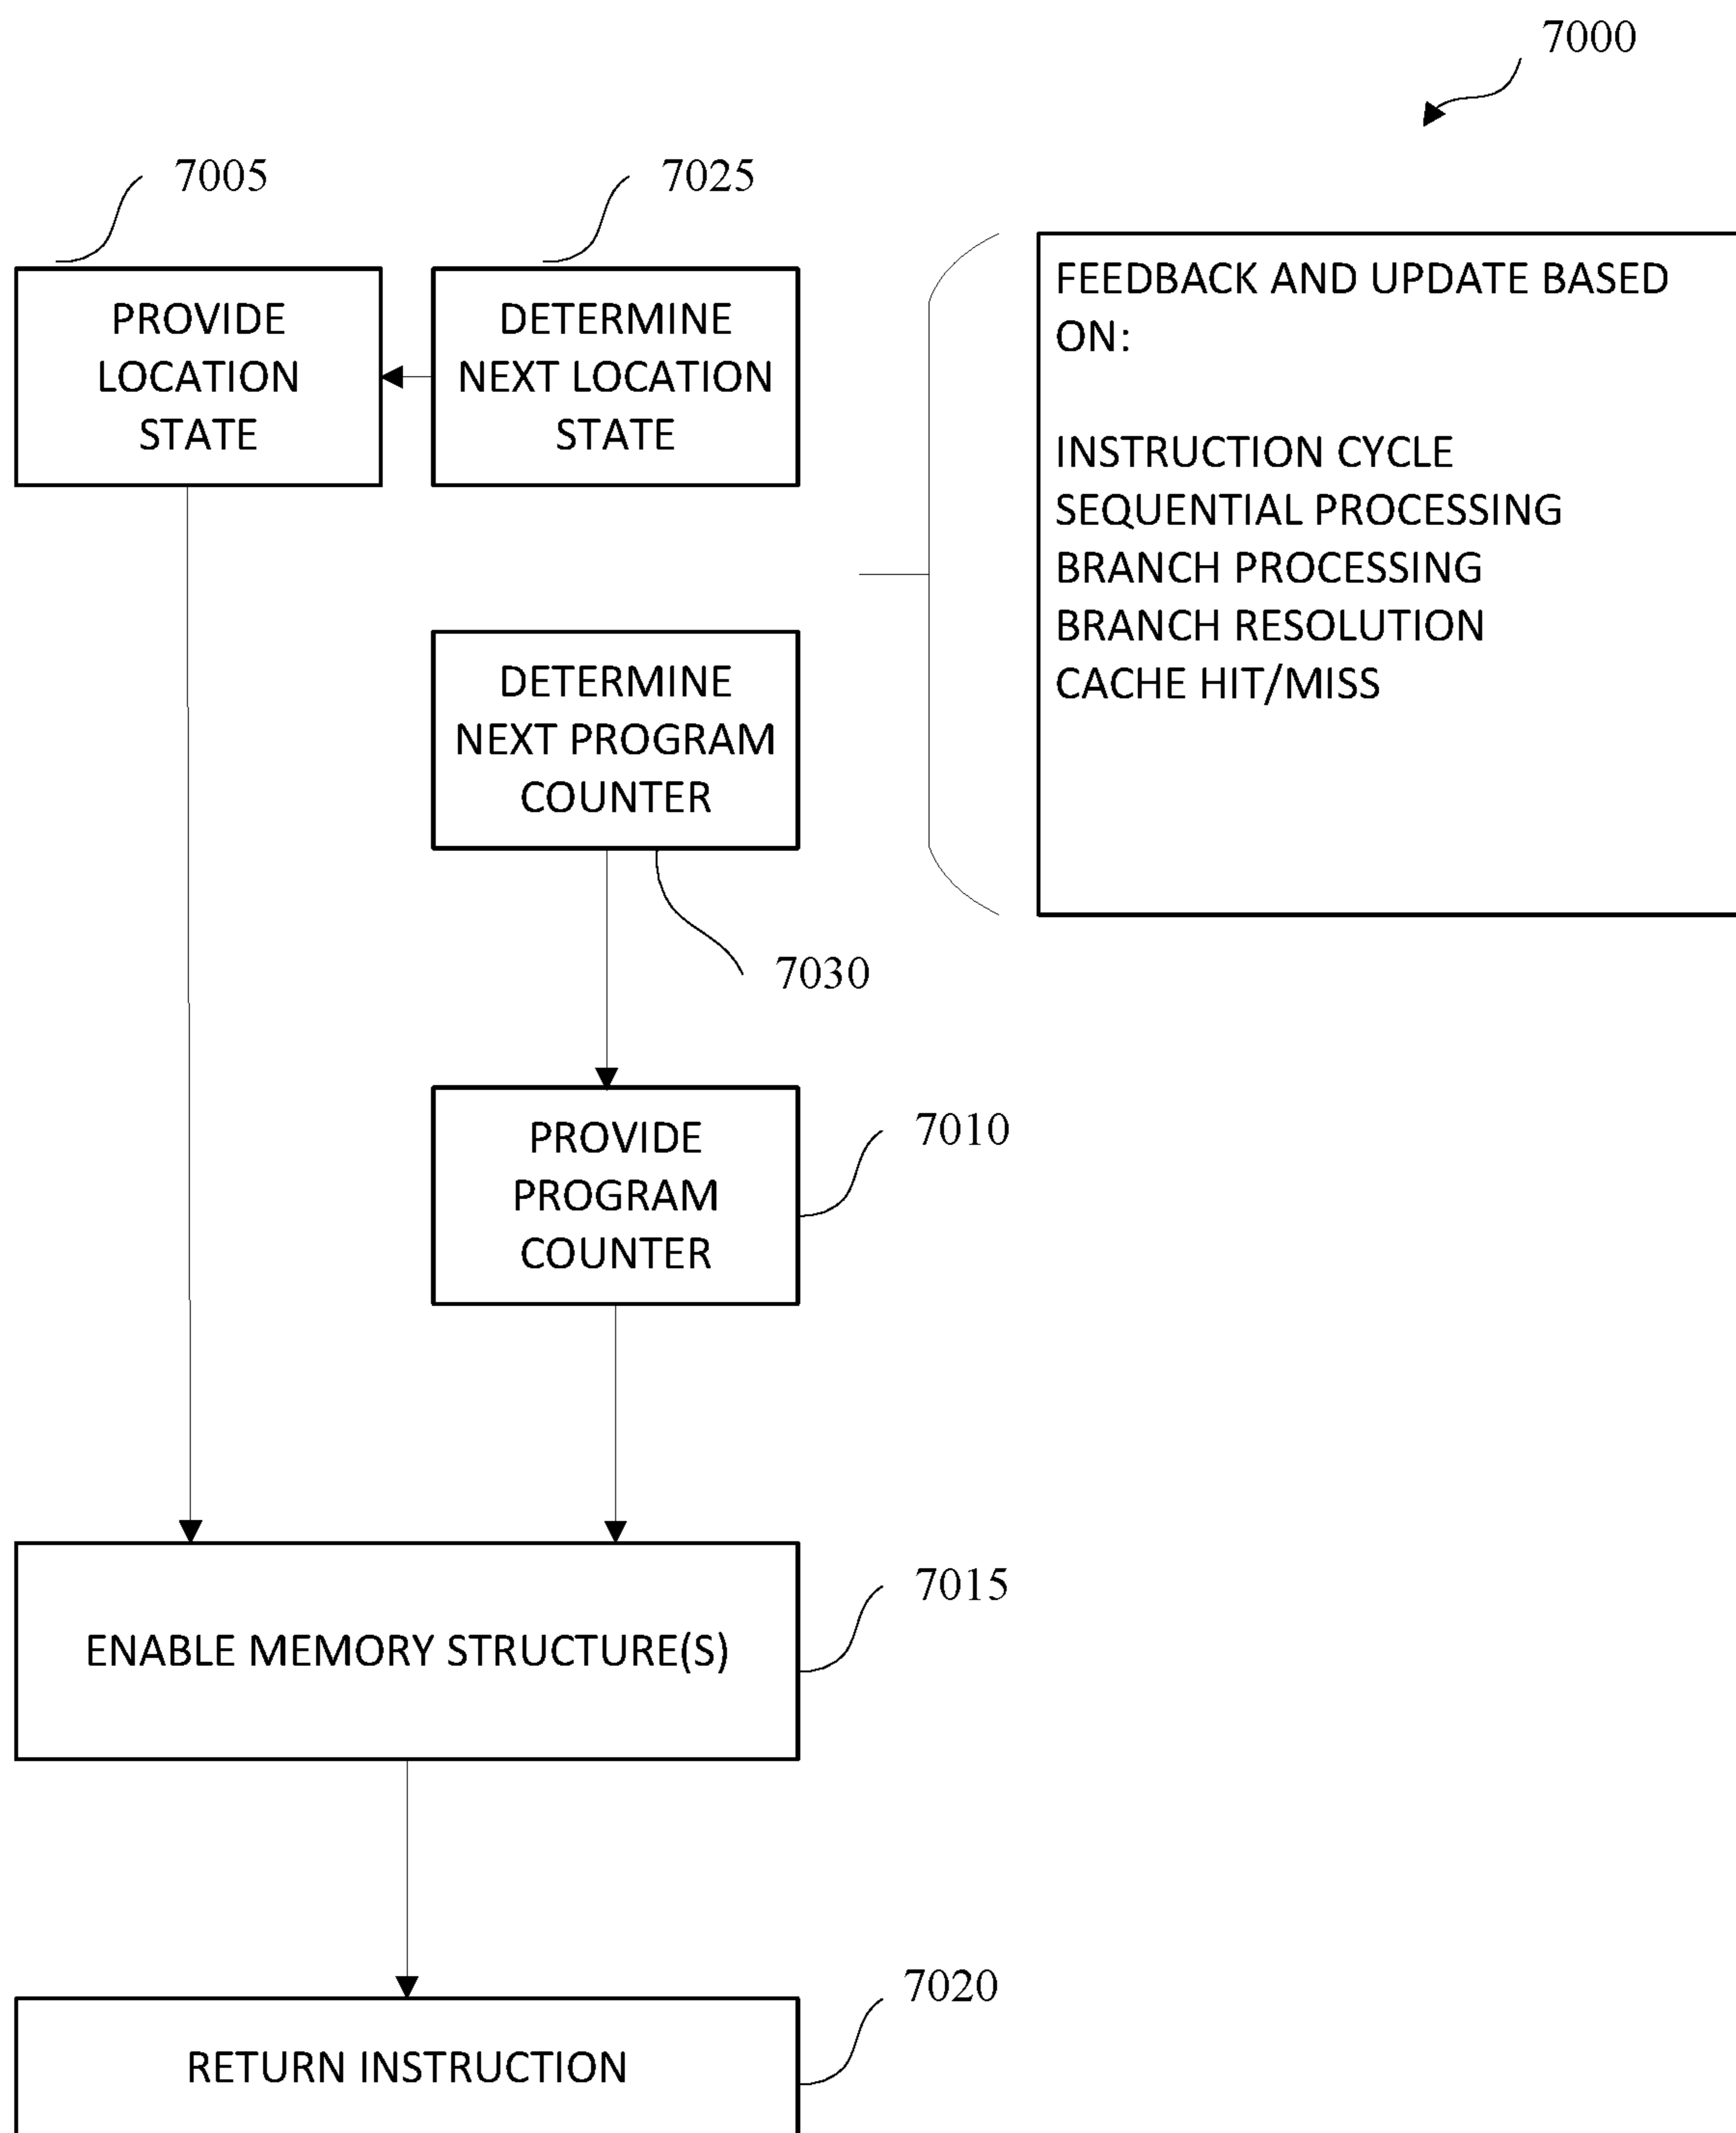 7000
7005
7025
PROVIDE
LOCATION
STATE
DETERMINE
NEXT LOCATION
STATE
FEEDBACK AND UPDATE BASED
ON:
INSTRUCTION CYCLE
SEQUENTIAL PROCESSING
BRANCH PROCESSING
BRANCH RESOLUTION
CACHE HIT/MISS
DETERMINE
NEXT PROGRAM
COUNTER
7030
PROVIDE
PROGRAM
COUNTER
7010
ENABLE MEMORY STRUCTURE(S)
7015
7020
RETURN INSTRUCTION